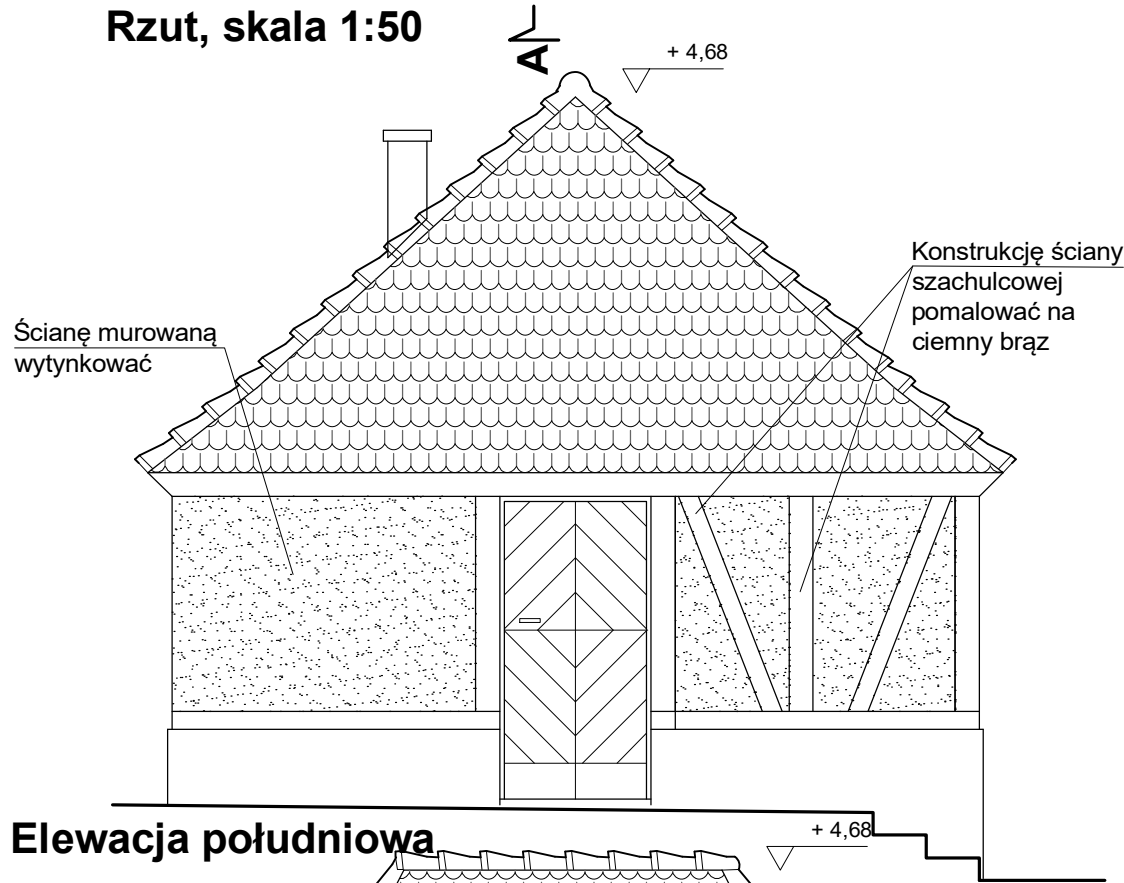 Rzut, skala 1:50
A
+ 4,68
Konstrukcję ściany
szachulcowej
pomalować na
ciemny brąz
Ścianę murowaną
wytynkować
Elewacja południowa
+ 4,68